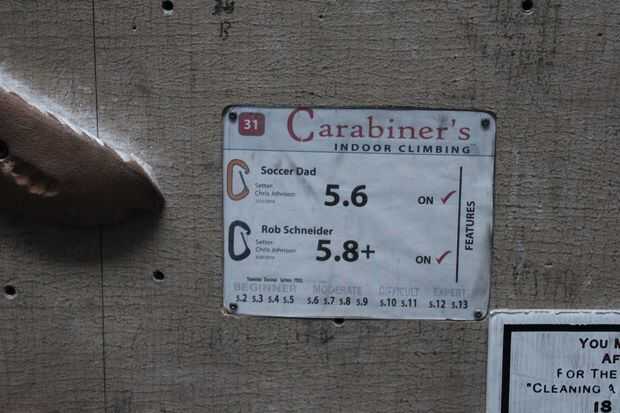 31
Carabiner's
INDOOR CLIMBING
Soccer Dad
Setter:
Chris Johnson
5.6
ON
Rob Schneider
Setter:
Chris Johnson
5.8+
ON
FEATURES
BEGINNER MODERATE DIFFICULT EXPERT
s.2 s.3 s.4 s.5 s.6 s.7 s.8 s.9 s.10 s.11 s.12 s.13
YOU
AF
FOR THE
"CLEANING
18